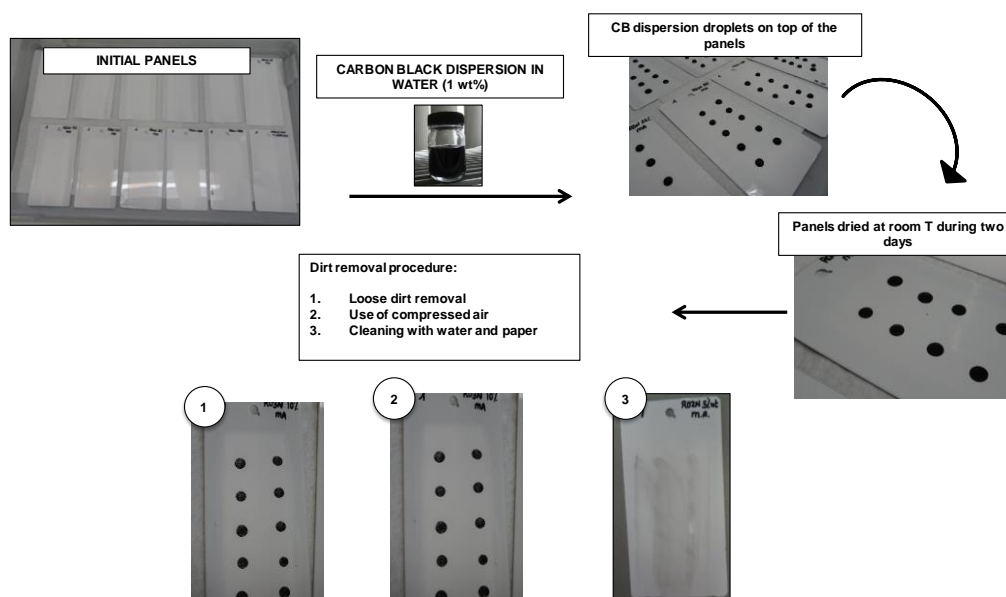 INITIAL PANELS
CARBON BLACK DISPERSION IN
WATER (1 wt%)
CB dispersion droplets on top of the
panels
Panels dried at room T during two
days
Dirt removal procedure:
1. Loose dirt removal
2. Use of compressed air
3. Cleaning with water and paper
1
2
3